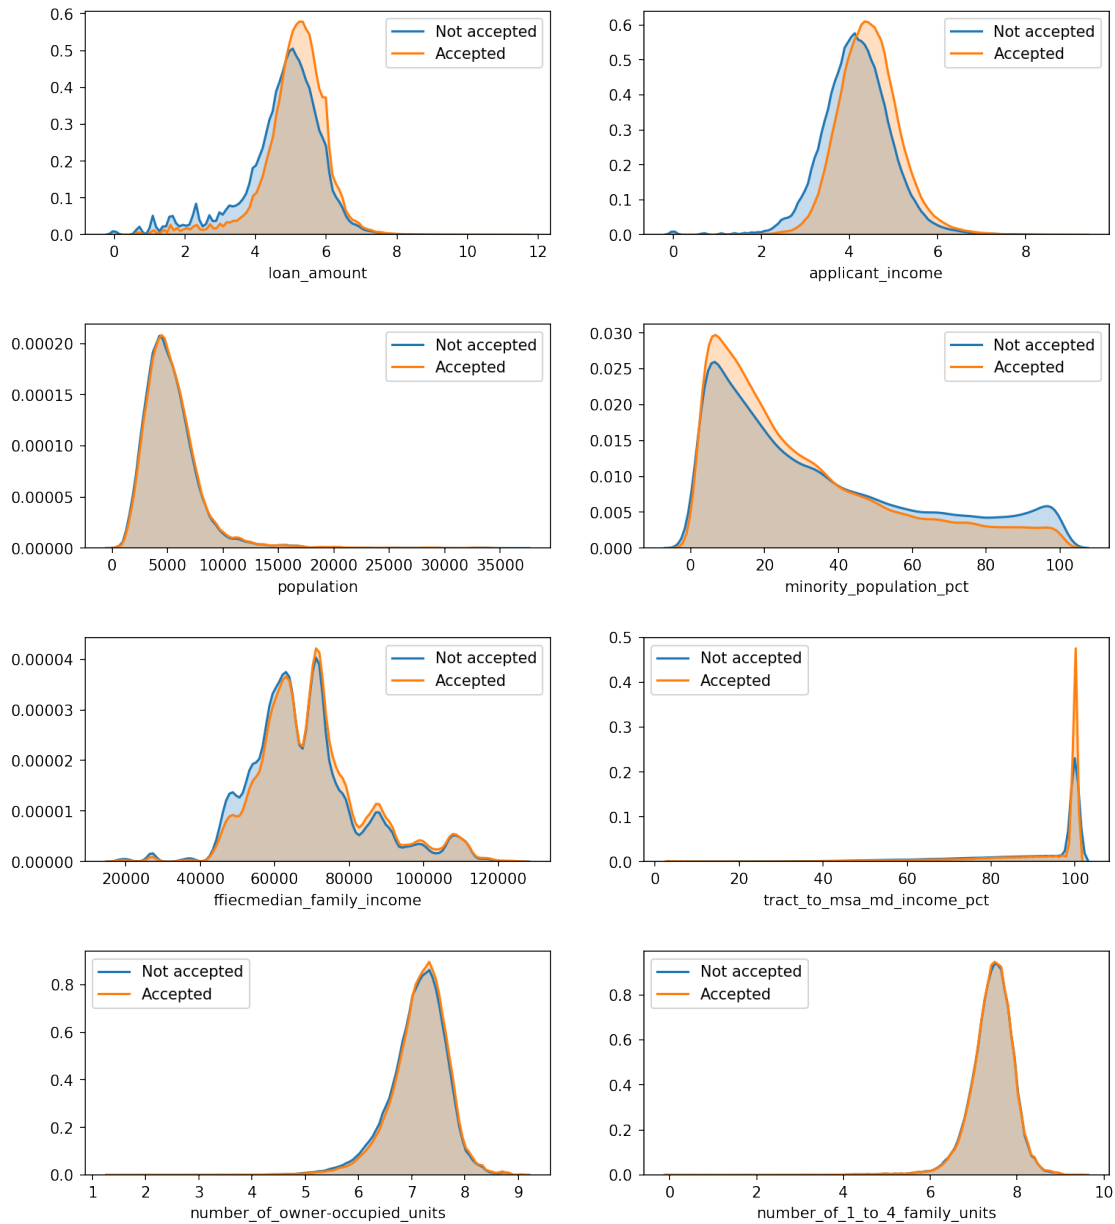 0.6
0.5
0.4
0.3
0.2
0.1
0.0
Not accepted
Accepted
0 2 4 6 8 10 12
loan_amount
0.6
0.5
0.4
0.3
0.2
0.1
0.0
Not accepted
Accepted
0 2 4 6 8
applicant_income
0.00020
0.00015
0.00010
0.00005
0.00000
Not accepted
Accepted
0 5000 10000 15000 20000 25000 30000 35000
population
0.030
0.025
0.020
0.015
0.010
0.005
0.000
Not accepted
Accepted
0 20 40 60 80 100
minority_population_pct
0.00004
0.00003
0.00002
0.00001
0.00000
Not accepted
Accepted
20000 40000 60000 80000 100000 120000
ffiecmedian_family_income
0.5
0.4
0.3
0.2
0.1
0.0
Not accepted
Accepted
0 20 40 60 80 100
tract_to_msa_md_income_pct
0.8
0.6
0.4
0.2
0.0
Not accepted
Accepted
1 2 3 4 5 6 7 8 9
number_of_owner-occupied_units
0.8
0.6
0.4
0.2
0.0
Not accepted
Accepted
0 2 4 6 8 10
number_of_1_to_4_family_units